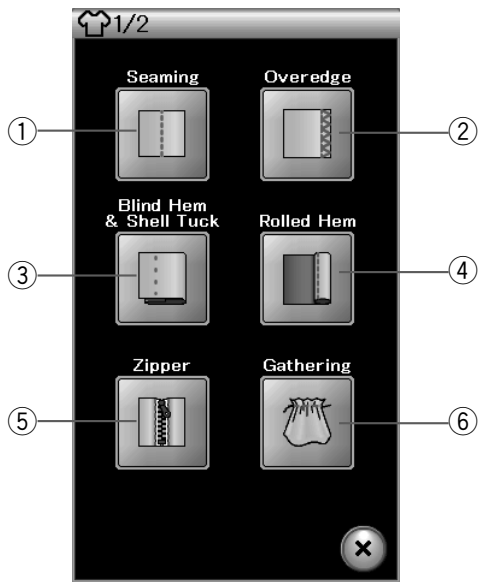 1/2
Seaming
Overedge
① ②
Blind Hem
& Shell Tuck
Rolled Hem
③ ④
Zipper
Gathering
⑤ ⑥